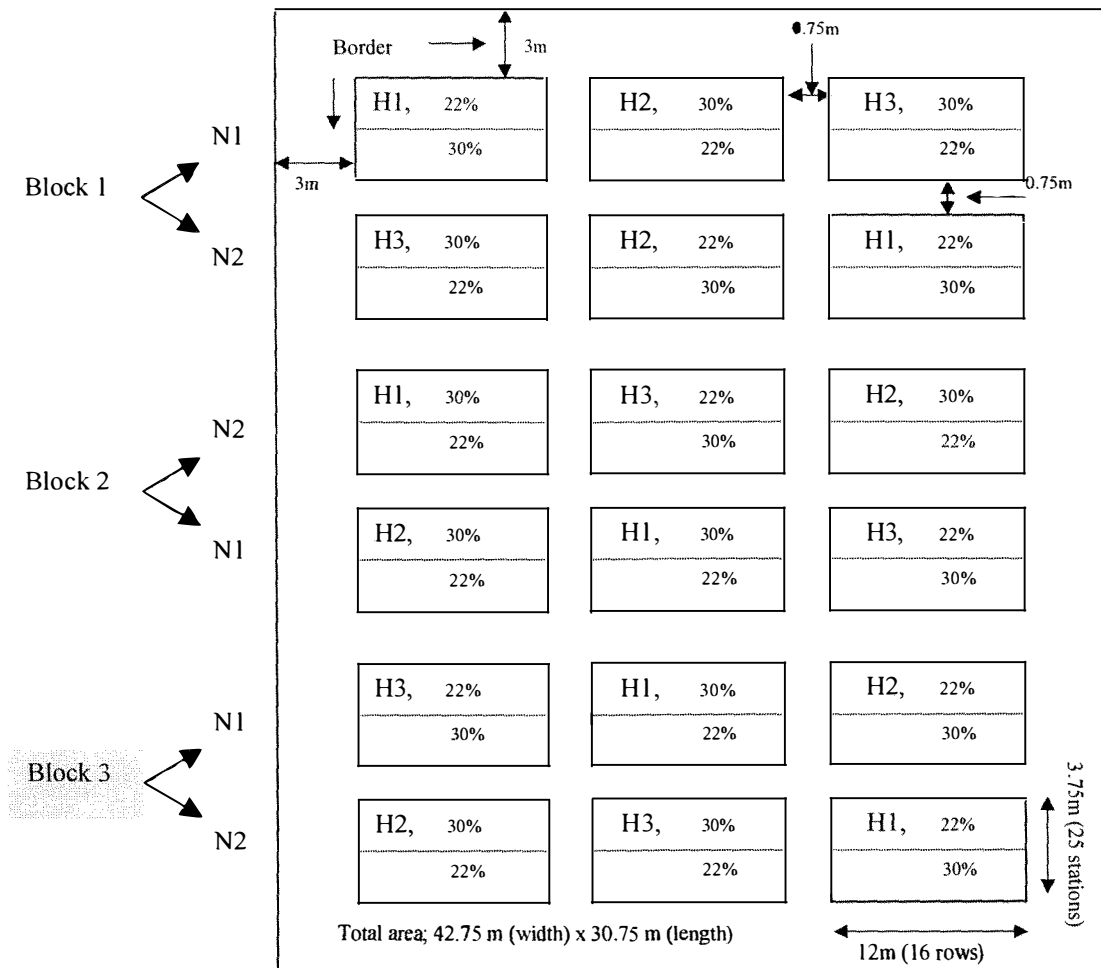 0.75m
Border
3m
H1, 22%
30%
H2, 30%
22%
H3, 30%
22%
N1
3m
Block 1
0.75m
N2
H3, 30%
22%
H2, 22%
30%
H1, 22%
30%
N2
H1, 30%
22%
H3, 22%
30%
H2, 30%
22%
Block 2
N1
H2, 30%
22%
H1, 30%
22%
H3, 22%
30%
N1
H3, 22%
30%
H1, 30%
22%
H2, 22%
30%
Block 3
N2
H2, 30%
22%
H3, 30%
22%
H1, 22%
30%
3.75m (25 stations)
Total area; 42.75 m (width) x 30.75 m (length)
12m (16 rows)